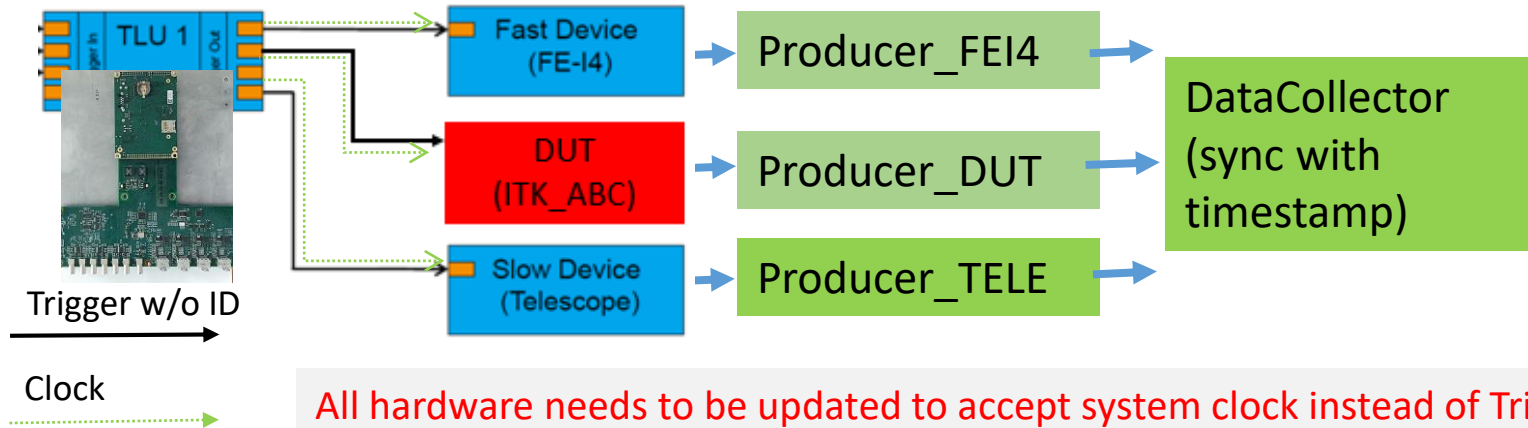 TLU 1
Fast Device
(FE-I4)
Producer_FEI4
DataCollector
(sync with
timestamp)
DUT
(ITK_ABC)
Producer_DUT
Slow Device
(Telescope)
Producer_TELE
Trigger w/o ID
Clock
All hardware needs to be updated to accept system clock instead of Tri